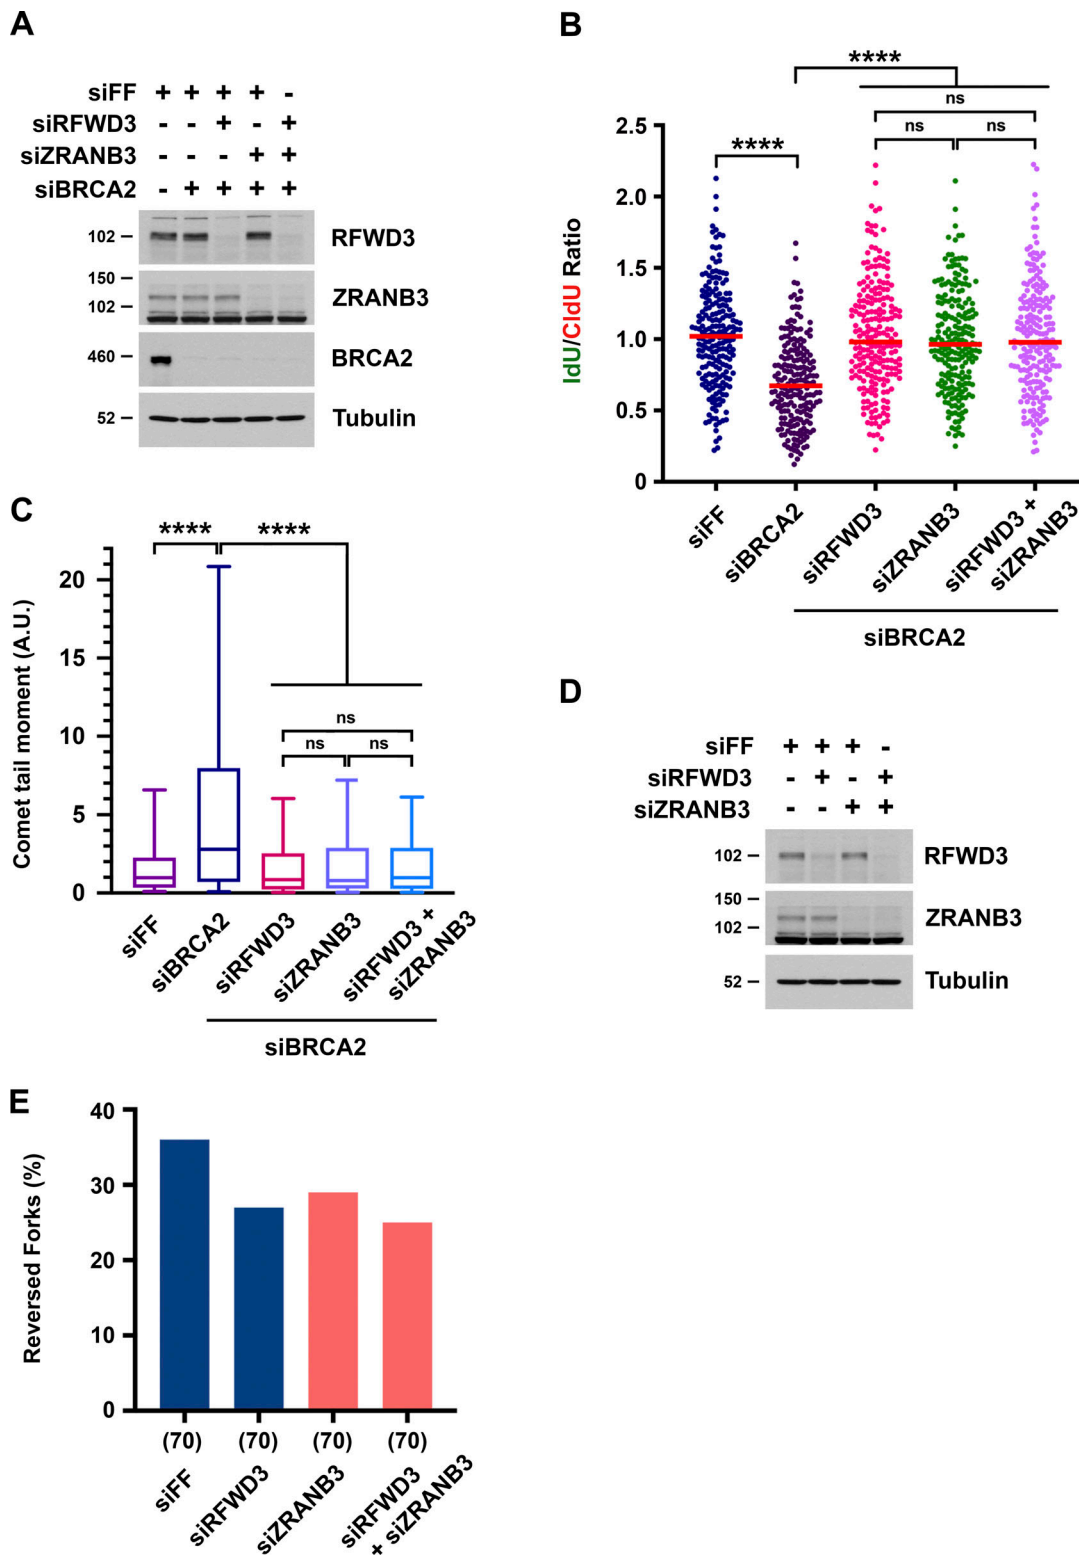 A
siFF + + + + -
siRFWD3 - - + - +
siZRANB3 - - - + +
siBRCA2 - + + + +
102
RFWD3
150
102
ZRANB3
460
BRCA2
52
Tubulin
B
****
ns
**** ns ns
2.5
2.0
1.5
1.0
0.5
0
IdU/CldU Ratio
siFF
siBRCA2
siRFWD3
siZRANB3
siRFWD3 +
siZRANB3
siBRCA2
C
**** ****
ns
ns ns
20
15
10
5
0
Comet tail moment (A.U.)
siFF
siBRCA2
siRFWD3
siZRANB3
siRFWD3 +
siZRANB3
siBRCA2
D
siFF + + + -
siRFWD3 - + - +
siZRANB3 - - + +
102
RFWD3
150
102
ZRANB3
52
Tubulin
E
40
30
20
10
0
Reversed Forks (%)
(70) (70) (70) (70)
siFF
siRFWD3
siZRANB3
siRFWD3
+ siZRANB3